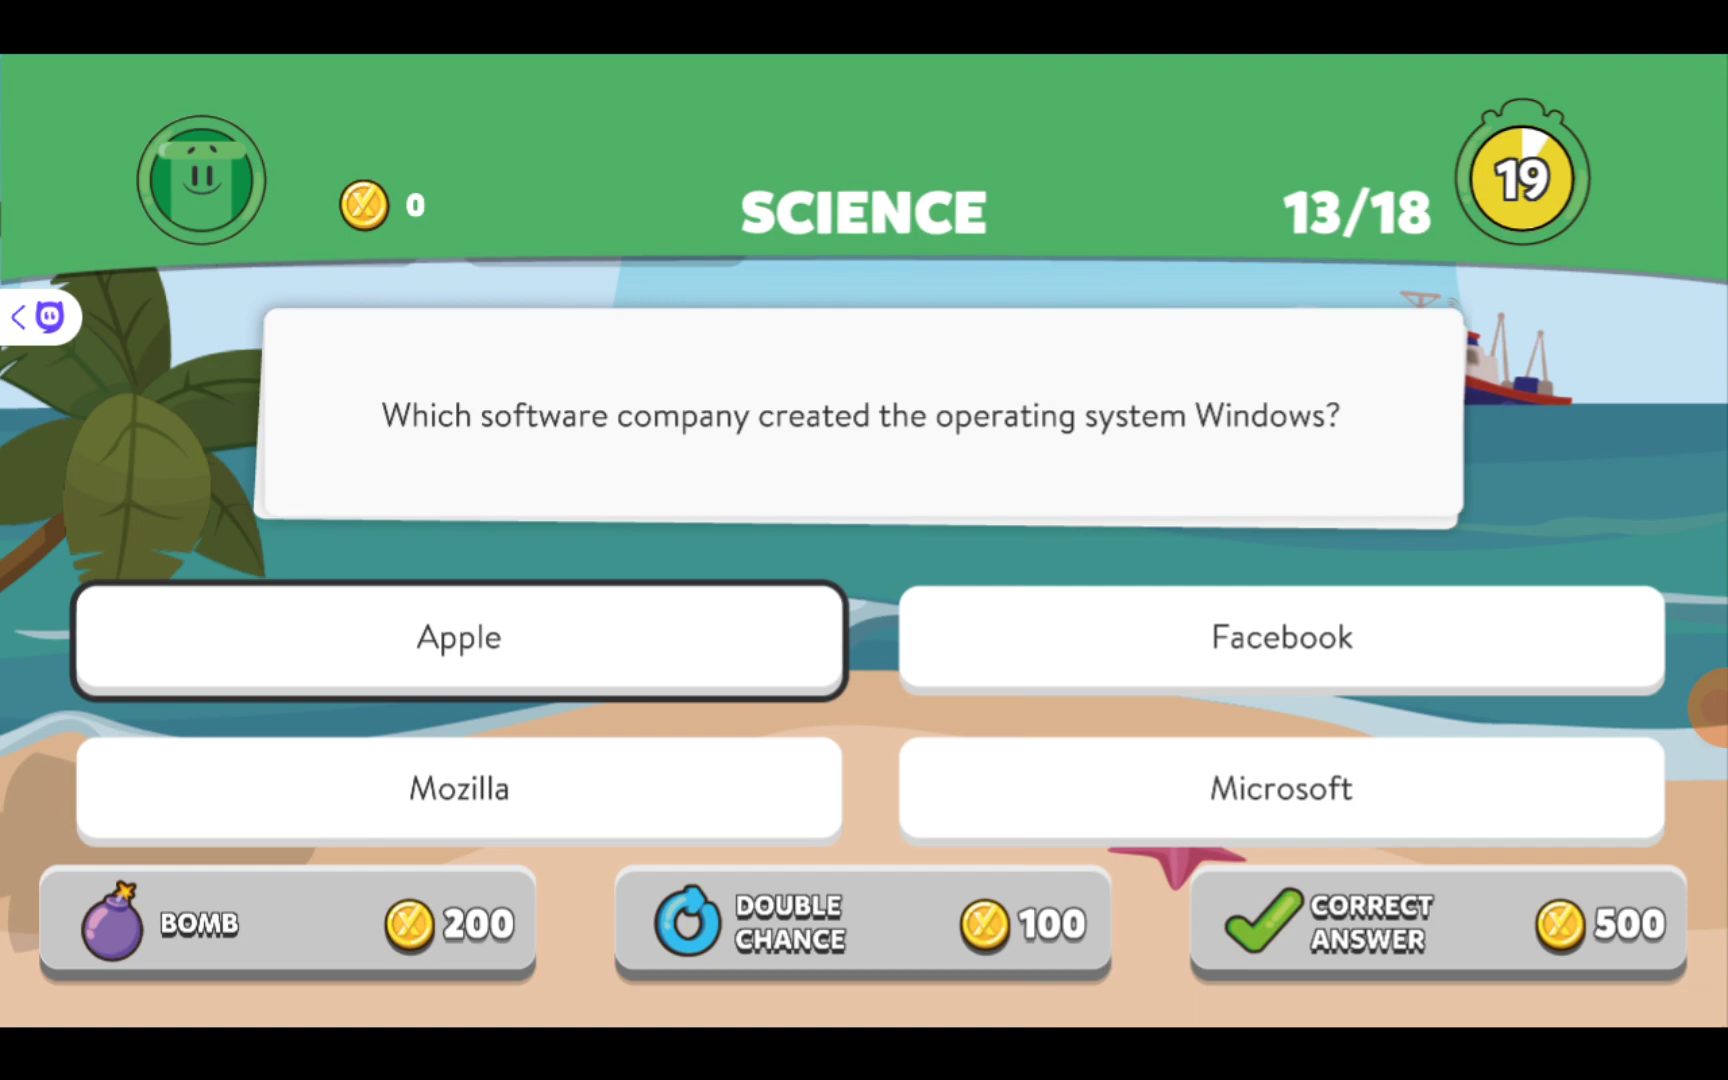 0
SCIENCE
13/18
19
Which software company created the operating system Windows?
Apple
Facebook
Mozilla
Microsoft
BOMB
200
DOUBLE
CHANCE
100
CORRECT
ANSWER
500